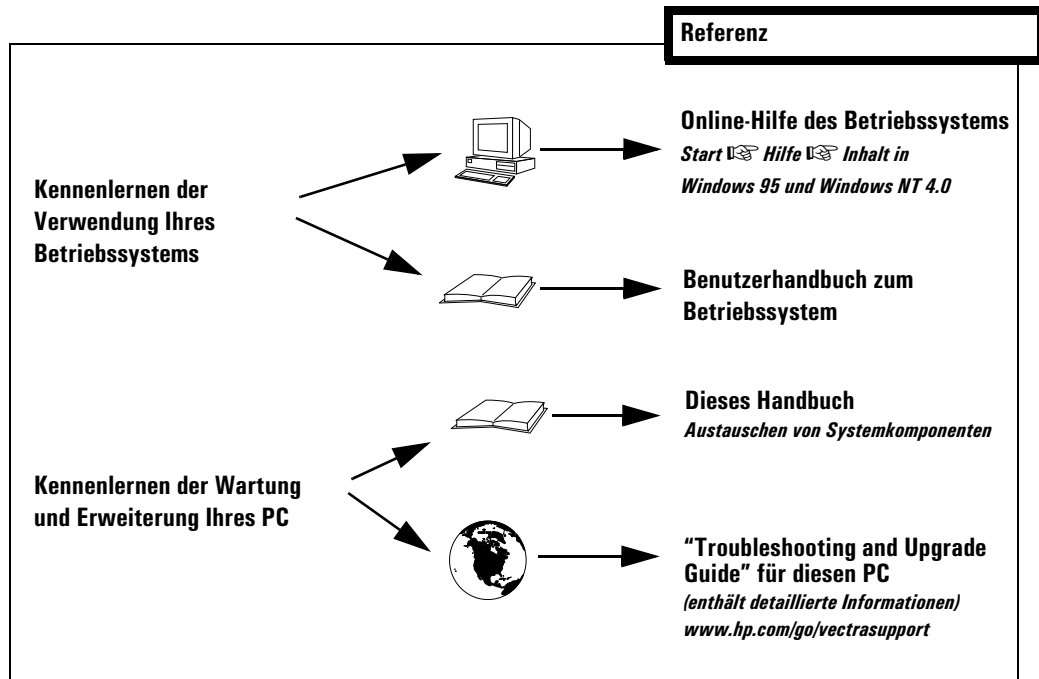 Referenz
Kennenlernen der
Verwendung Ihres
Betriebssystems
Online-Hilfe des Betriebssystems
Start ☞ Hilfe ☞ Inhalt in
Windows 95 und Windows NT 4.0
Benutzerhandbuch zum
Betriebssystem
Kennenlernen der Wartung
und Erweiterung Ihres PC
Dieses Handbuch
Austauschen von Systemkomponenten
“Troubleshooting and Upgrade
Guide” für diesen PC
(enthält detaillierte Informationen)
www.hp.com/go/vectrasupport